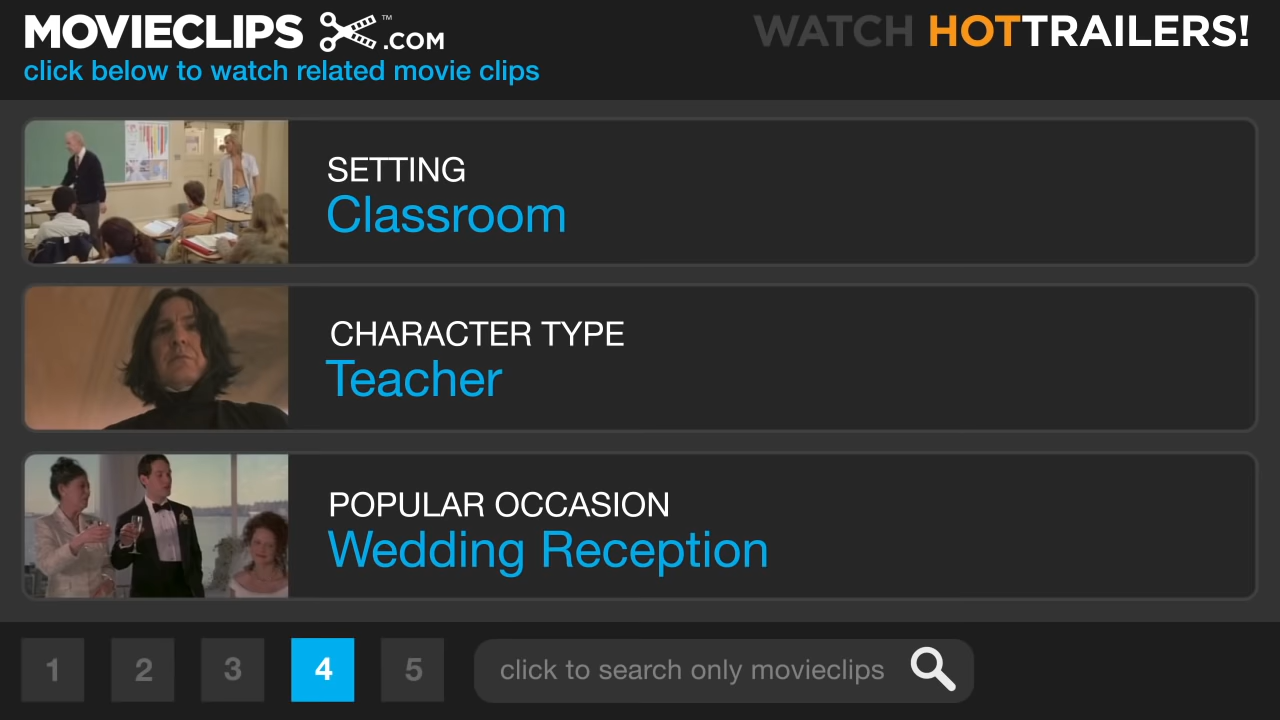 MOVIECLIPS ™ .COM
WATCH HOTTRAILERS!
click below to watch related movie clips
SETTING
Classroom
CHARACTER TYPE
Teacher
POPULAR OCCASION
Wedding Reception
1 2 3 4 5
click to search only movieclips